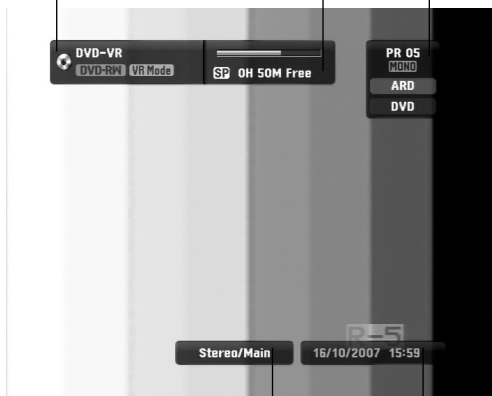 DVD-VR
DVD-RW VR Mode
SP 0H 50M Free
PR 05
MONO
ARD
DVD
R-5
Stereo/Main
16/10/2007 15:59